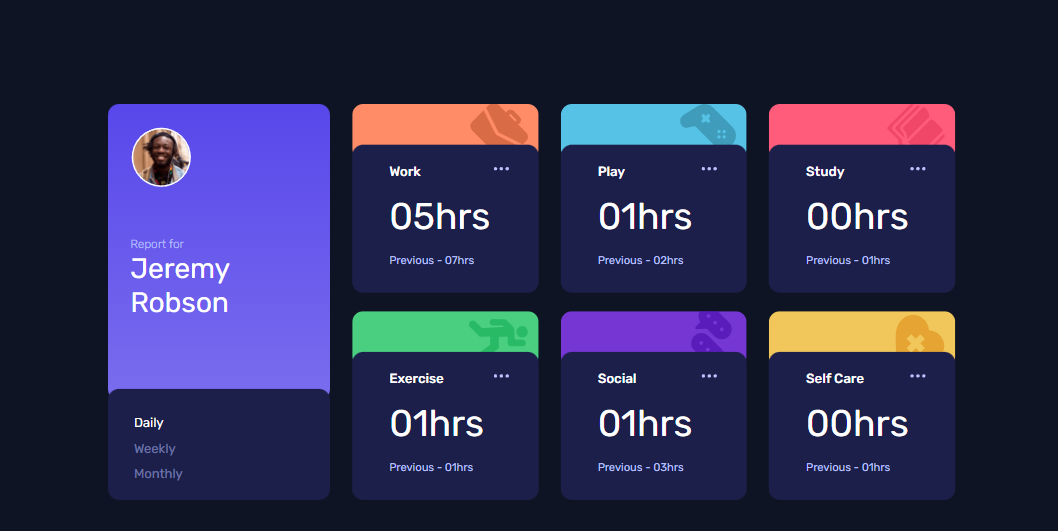 Report for
Jeremy
Robson
Daily
Weekly
Monthly
Work
05hrs
Previous - 07hrs
Play
01hrs
Previous - 02hrs
Study
00hrs
Previous - 01hrs
Exercise
01hrs
Previous - 01hrs
Social
01hrs
Previous - 03hrs
Self Care
00hrs
Previous - 01hrs